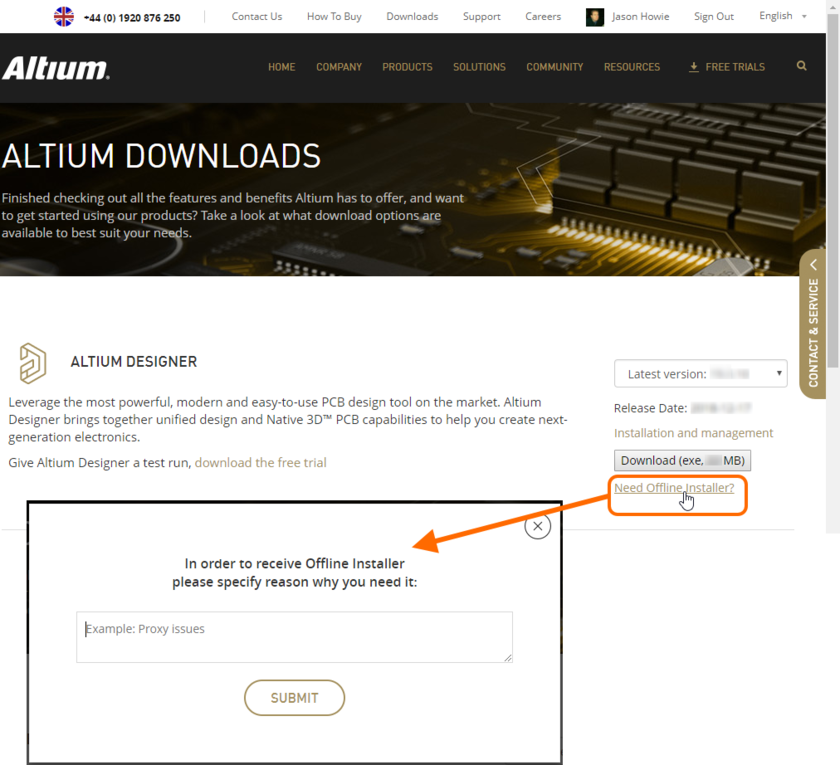 +44 (0) 1920 876 250
Contact Us
How To Buy
Downloads
Support
Careers
Jason Howie
Sign Out
English
Altium.
HOME
COMPANY
PRODUCTS
SOLUTIONS
COMMUNITY
RESOURCES
FREE TRIALS
ALTIUM DOWNLOADS
Finished checking out all the features and benefits Altium has to offer, and want
to get started using our products? Take a look at what download options are
available to best suit your needs.
CONTACT & SERVICE
ALTIUM DESIGNER
Leverage the most powerful, modern and easy-to-use PCB design tool on the market. Altium
Designer brings together unified design and Native 3D™ PCB capabilities to help you create next-
generation electronics.
Give Altium Designer a test run, download the free trial
Latest version:
Release Date:
Installation and management
Download (exe, MB)
Need Offline Installer?
In order to receive Offline Installer
please specify reason why you need it:
Example: Proxy issues
SUBMIT